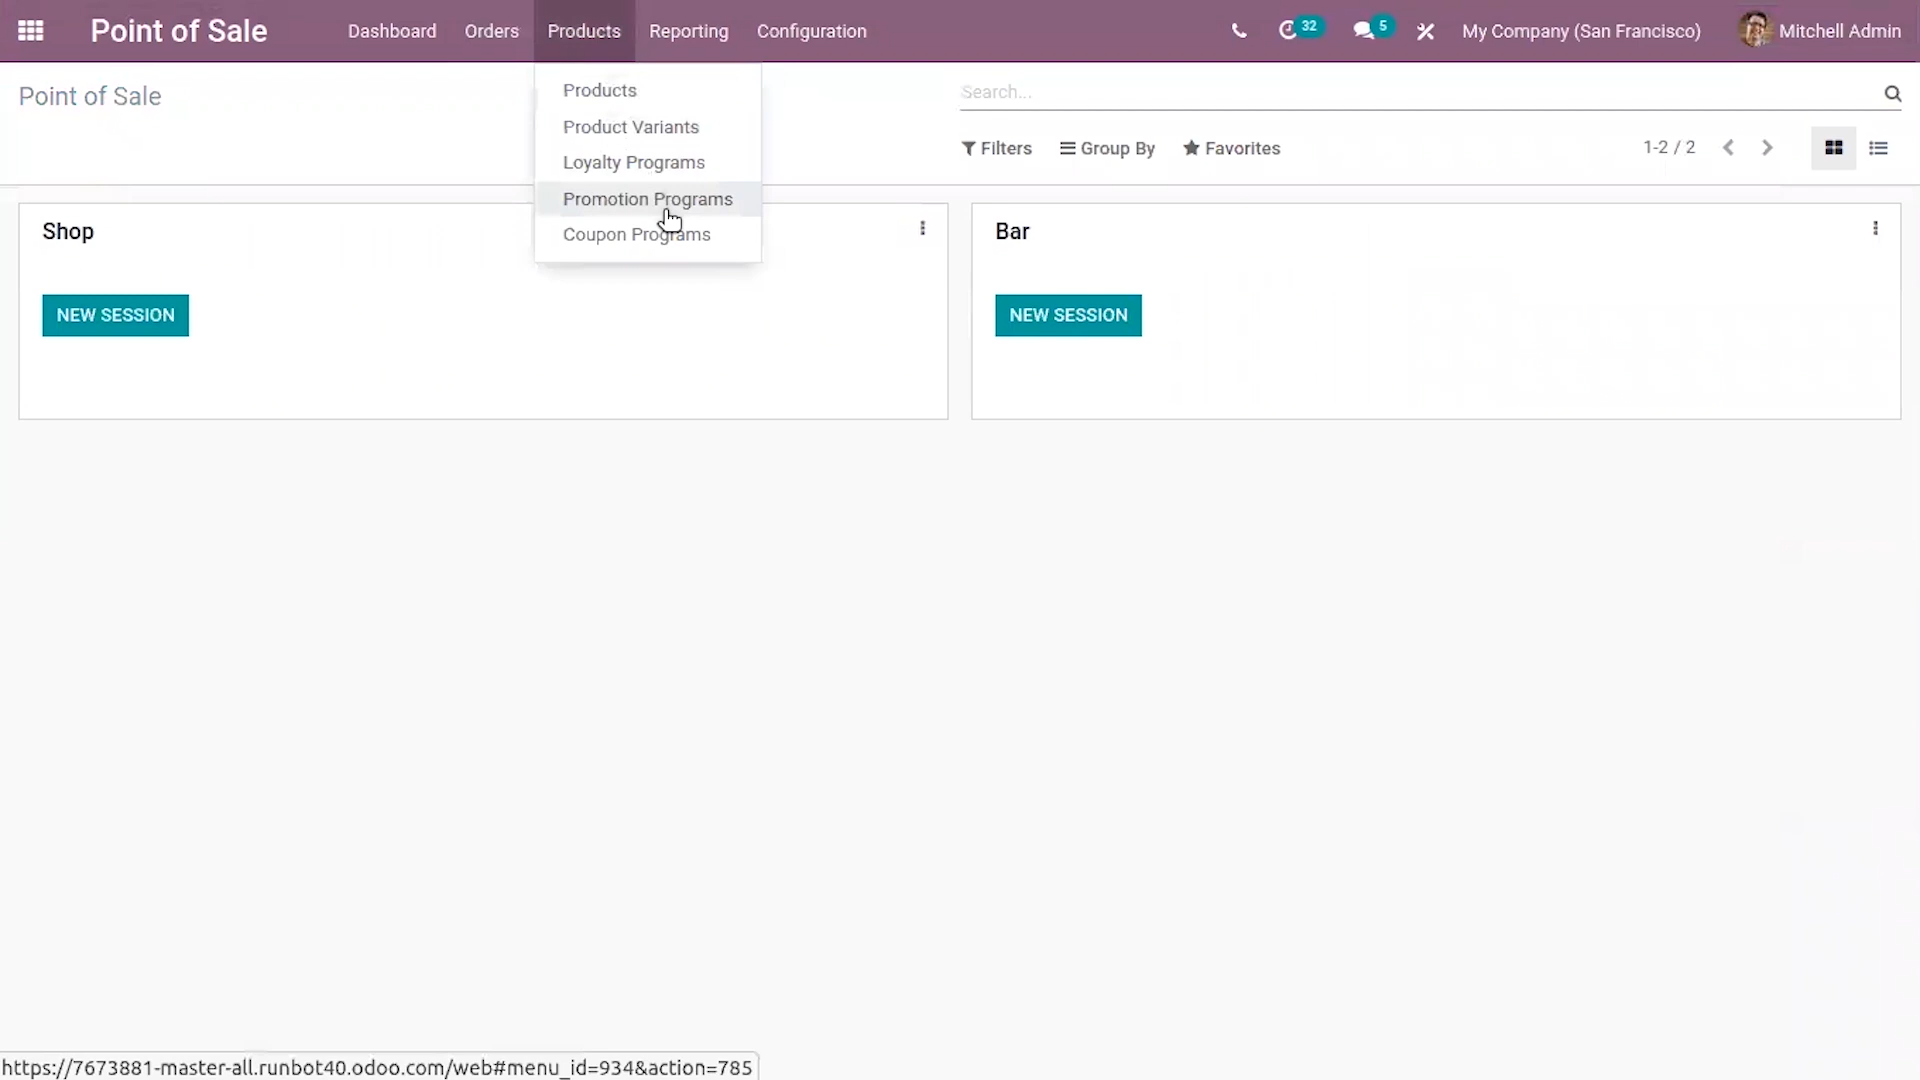 Point of Sale
Dashboard
Orders
Products
Reporting
Configuration
32
5
My Company (San Francisco)
Mitchell Admin
Point of Sale
Search...
Filters
Group By
Favorites
1-2 / 2
Products
Product Variants
Loyalty Programs
Promotion Programs
Coupon Programs
Shop
NEW SESSION
Bar
NEW SESSION
https://7673881-master-all.runbot40.odoo.com/web#menu_id=934&action=785